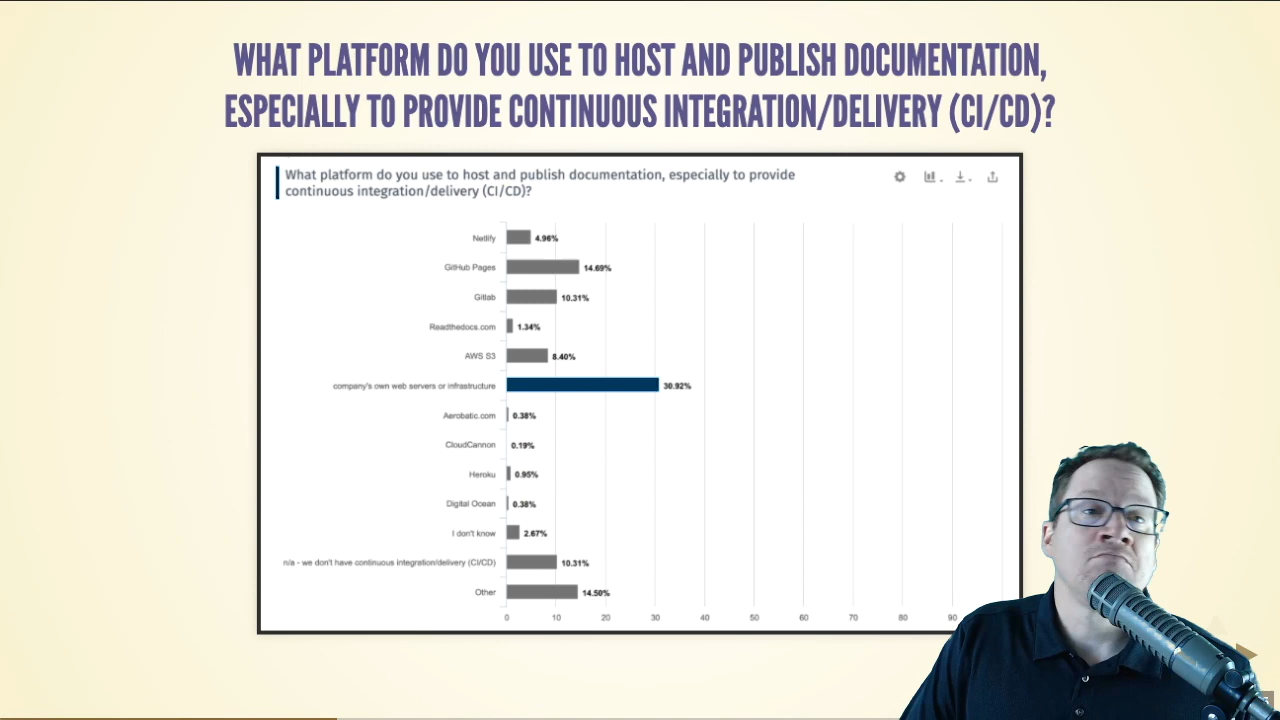 WHAT PLATFORM DO YOU USE TO HOST AND PUBLISH DOCUMENTATION,
ESPECIALLY TO PROVIDE CONTINUOUS INTEGRATION/DELIVERY (CI/CD)?
What platform do you use to host and publish documentation, especially to provide
continuous integration/delivery (CI/CD)?
Netlify 4.96%
GitHub Pages 14.69%
Gitlab 10.31%
Readthedocs.com 1.34%
AWS S3 8.40%
company's own web servers or infrastructure 30.92%
Aerobatic.com 0.38%
CloudCannon 0.19%
Heroku 0.95%
Digital Ocean 0.38%
I don't know 2.67%
n/a - we don't have continuous integration/delivery (CI/CD) 10.31%
Other 14.50%
0 10 20 30 40 50 60 70 80 90